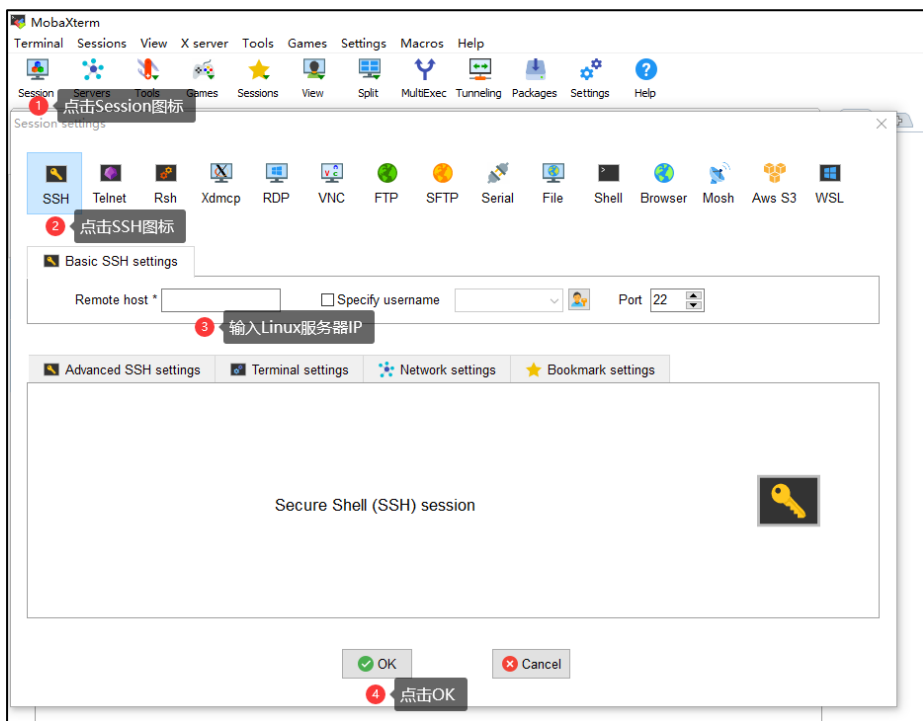 MobaXterm
Terminal Sessions View X server Tools Games Settings Macros Help
Session Servers Tools Games Sessions View Split MultiExec Tunneling Packages Settings Help
1 点击Session图标
Session settings
SSH Telnet Rsh Xdmcp RDP VNC FTP SFTP Serial File Shell Browser Mosh Aws S3 WSL
2 点击SSH图标
Basic SSH settings
Remote host * Specify username Port 22
3 输入Linux服务器IP
Advanced SSH settings Terminal settings Network settings Bookmark settings
Secure Shell (SSH) session
OK Cancel
4 点击OK